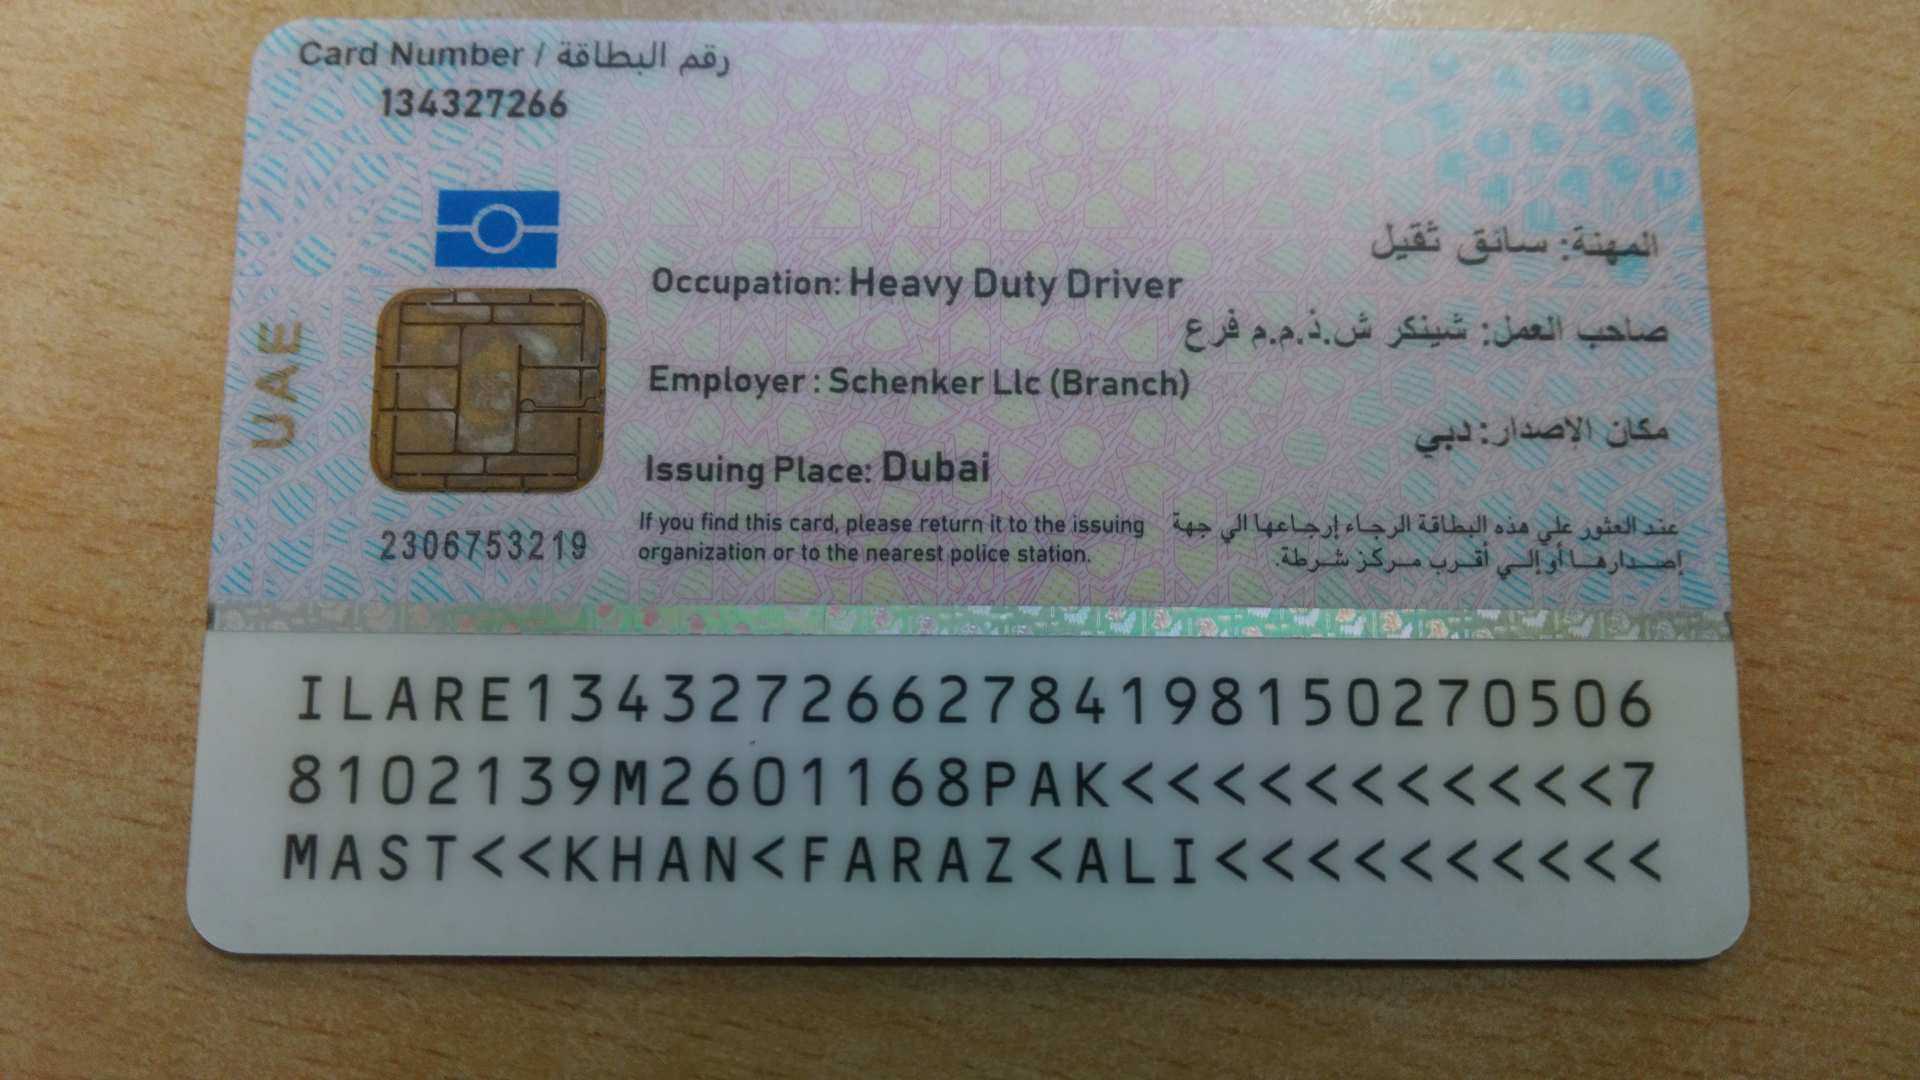 Card Number / رقم البطاقة
134327266
المهنة: سائق ثقيل
Occupation: Heavy Duty Driver
صاحب العمل: شينكر ش.ذ.م.م فرع
Employer : Schenker Llc (Branch)
مكان الإصدار: دبي
Issuing Place: Dubai
UAE
2306753219
If you find this card, please return it to the issuing
organization or to the nearest police station.
عند العثور علي هذه البطاقة الرجاء إرجاعها الي جهة
إصدارها أو إلي أقرب مركز شرطة.
ILARE1343272662784198150270506
8102139M2601168PAK<<<<<<<<<<<7
MAST<<KHAN<FARAZ<ALI<<<<<<<<<<